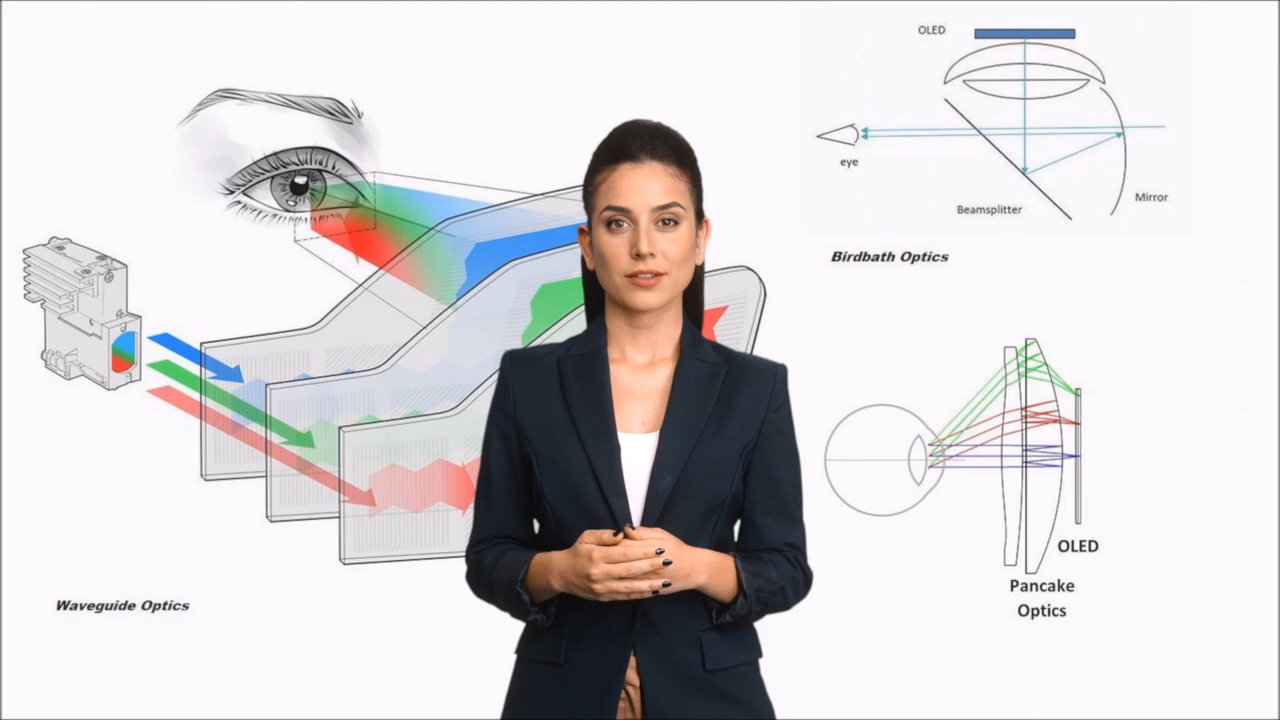 OLED
eye
Beamsplitter
Mirror
Birdbath Optics
OLED
Pancake
Optics
Waveguide Optics